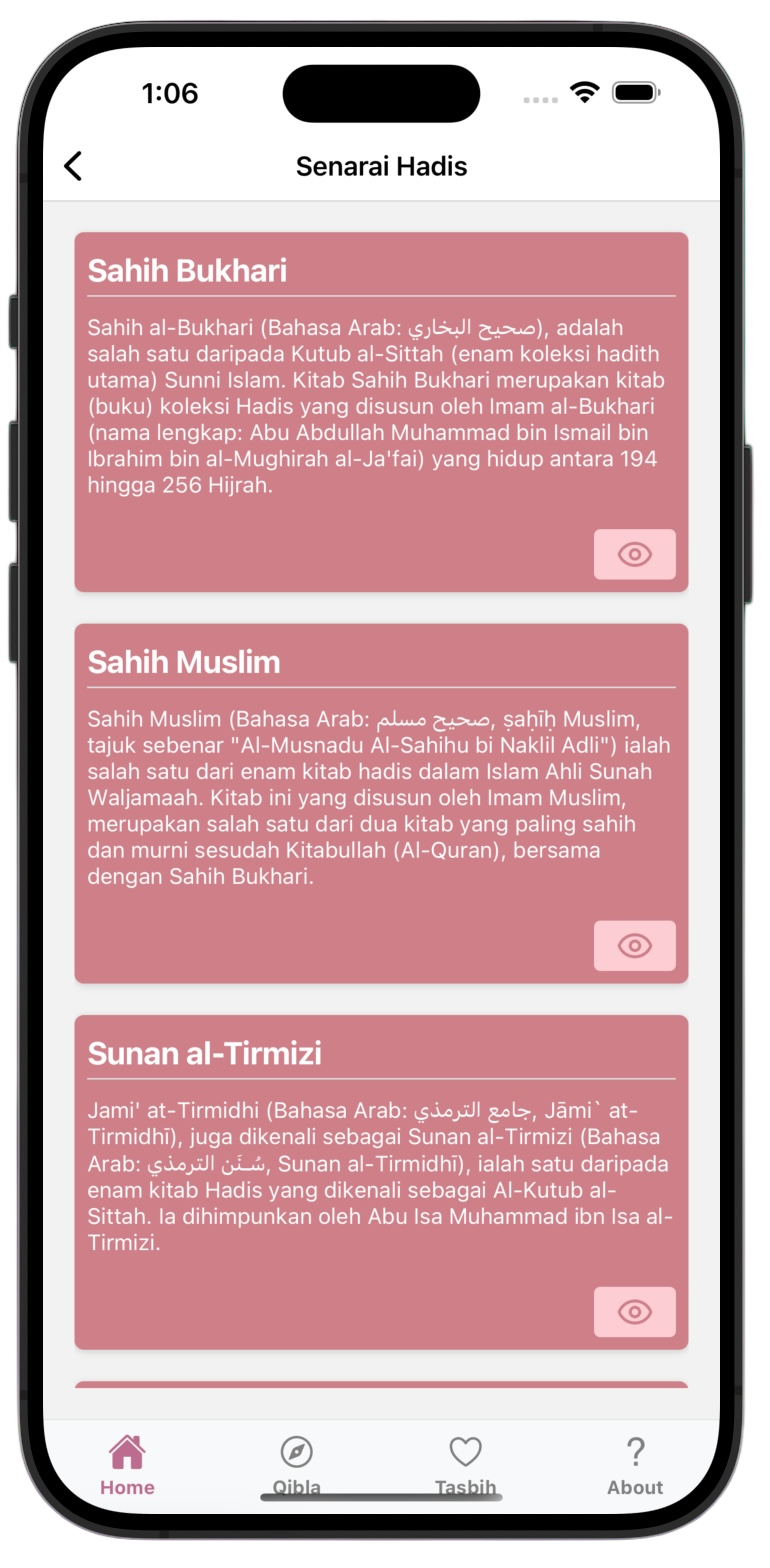 1:06
Senarai Hadis
Sahih Bukhari
Sahih al-Bukhari (Bahasa Arab: صحيح البخاري), adalah
salah satu daripada Kutub al-Sittah (enam koleksi hadith
utama) Sunni Islam. Kitab Sahih Bukhari merupakan kitab
(buku) koleksi Hadis yang disusun oleh Imam al-Bukhari
(nama lengkap: Abu Abdullah Muhammad bin Ismail bin
Ibrahim bin al-Mughirah al-Ja'fai) yang hidup antara 194
hingga 256 Hijrah.
Sahih Muslim
Sahih Muslim (Bahasa Arab: صحيح مسلم, ṣaḥīḥ Muslim,
tajuk sebenar "Al-Musnadu Al-Sahihu bi Naklil Adli") ialah
salah satu dari enam kitab hadis dalam Islam Ahli Sunah
Waljamaah. Kitab ini yang disusun oleh Imam Muslim,
merupakan salah satu dari dua kitab yang paling sahih
dan murni sesudah Kitabullah (Al-Quran), bersama
dengan Sahih Bukhari.
Sunan al-Tirmizi
Jami' at-Tirmidhi (Bahasa Arab: جامع الترمذي, Jāmi` at-
Tirmidhī), juga dikenali sebagai Sunan al-Tirmizi (Bahasa
Arab: سُـنَن الترمذي, Sunan al-Tirmidhī), ialah satu daripada
enam kitab Hadis yang dikenali sebagai Al-Kutub al-
Sittah. Ia dihimpunkan oleh Abu Isa Muhammad ibn Isa al-
Tirmizi.
Home
Qibla
Tasbih
About